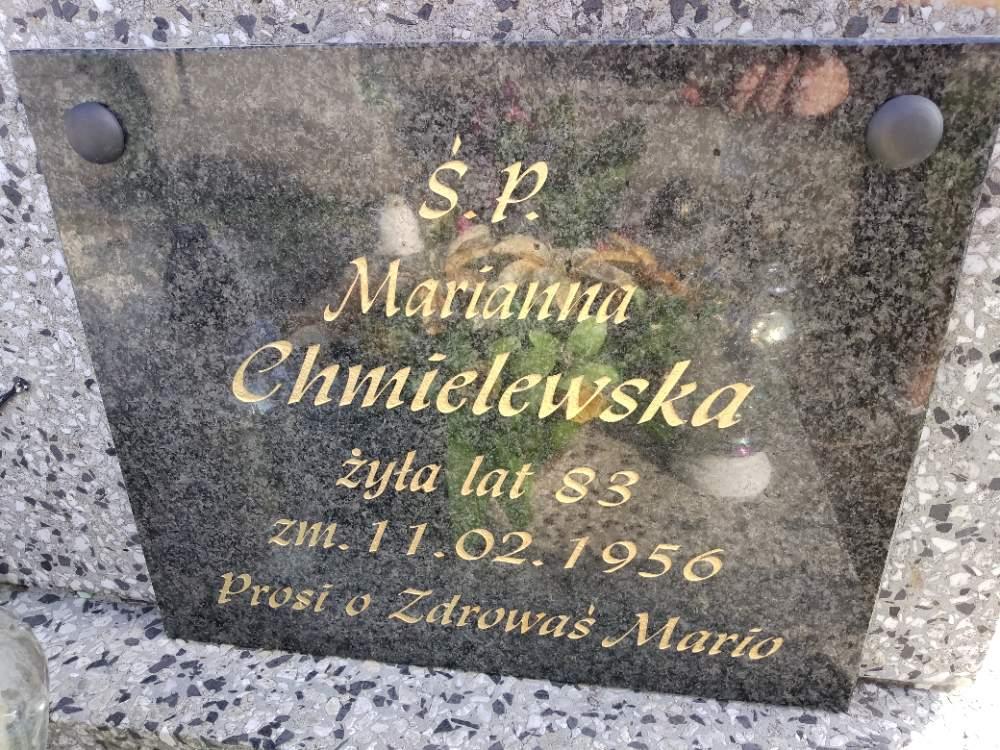 ś.p.
Marianna
Chmielewska
żyła lat 83
zm. 11.02.1956
Prosi o Zdrowaś Mario